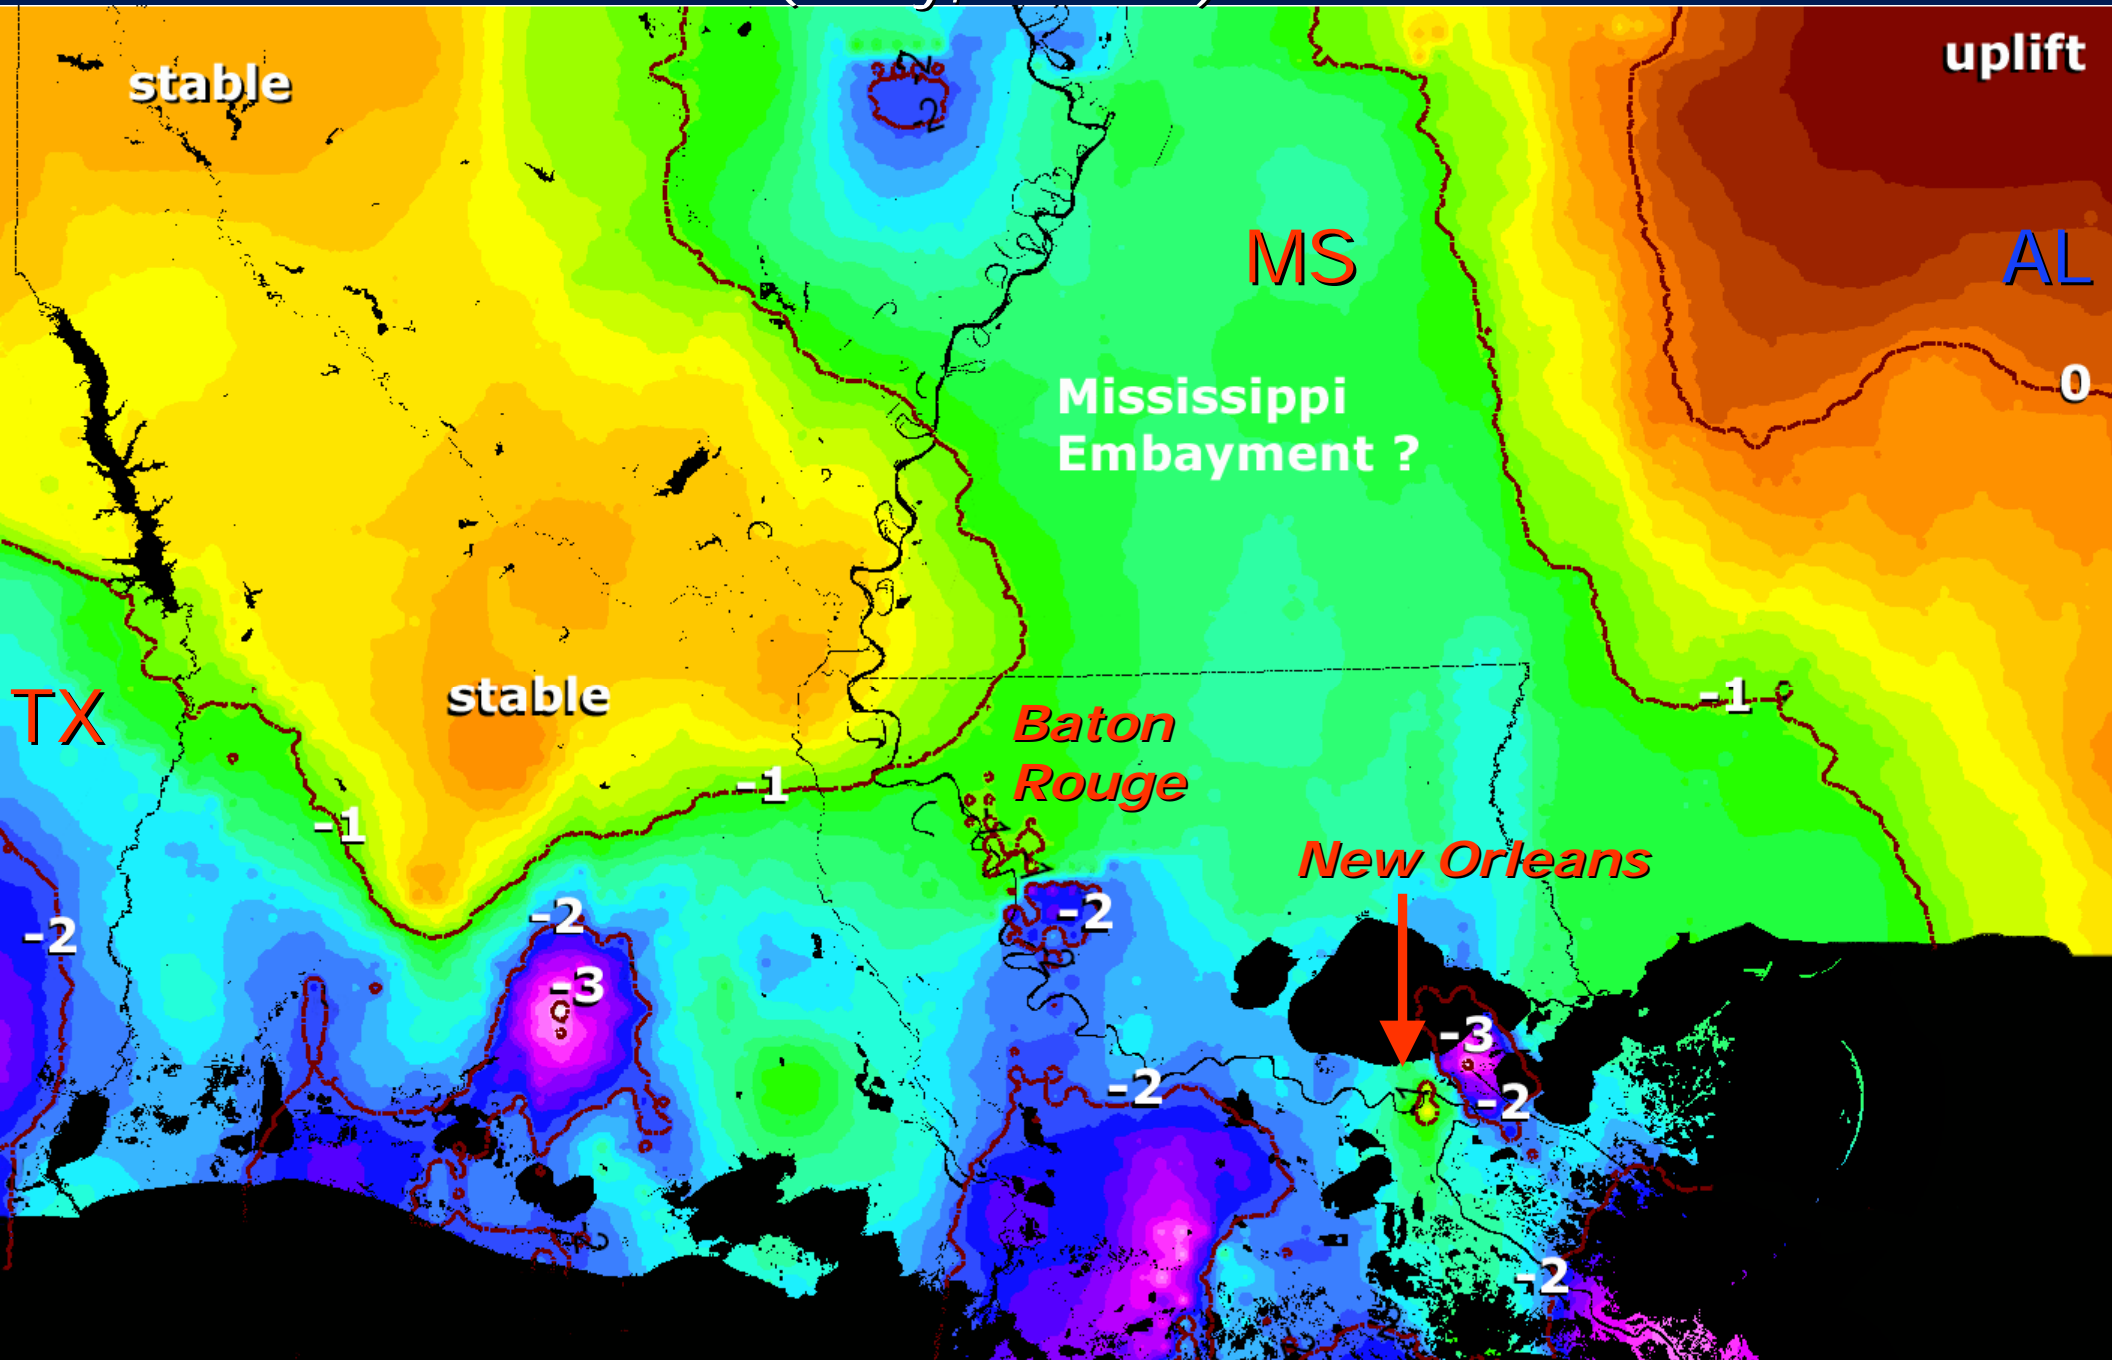 stable
uplift
-2
MS
AL
0
Mississippi
Embayment ?
stable
TX
-1
Baton
Rouge
-1
-1
New Orleans
-2
-2
-2
-3
-3
-2
-2
-2